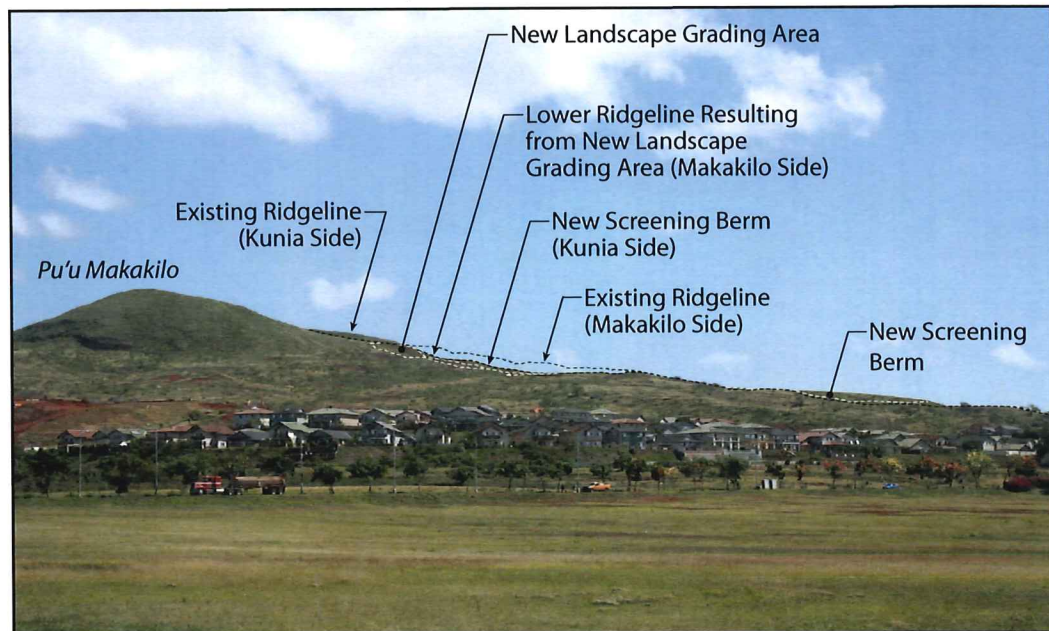 New Landscape Grading Area
Lower Ridgeline Resulting
from New Landscape
Grading Area (Makakilo Side)
Existing Ridgeline
(Kunia Side)
New Screening Berm
(Kunia Side)
Pu'u Makakilo
Existing Ridgeline
(Makakilo Side)
New Screening
Berm